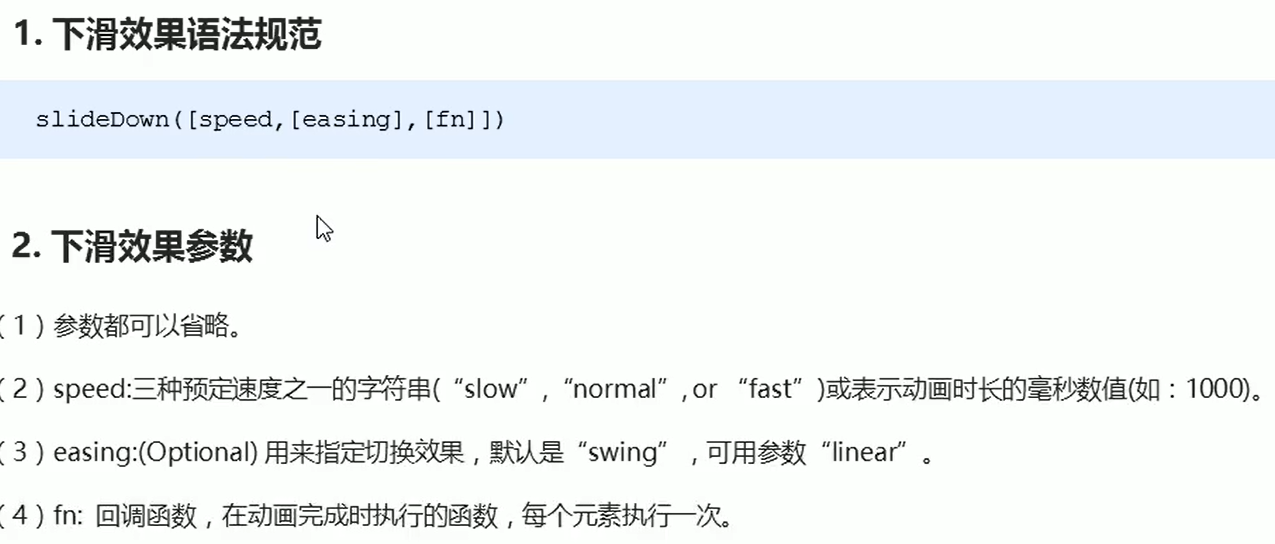 1. 下滑效果语法规范
slideDown([speed,[easing],[fn]])
2. 下滑效果参数
（1）参数都可以省略。
（2）speed:三种预定速度之一的字符串(“slow”,“normal”, or “fast”)或表示动画时长的毫秒数值(如：1000)。
（3）easing:(Optional) 用来指定切换效果，默认是“swing”，可用参数“linear”。
（4）fn: 回调函数，在动画完成时执行的函数，每个元素执行一次。